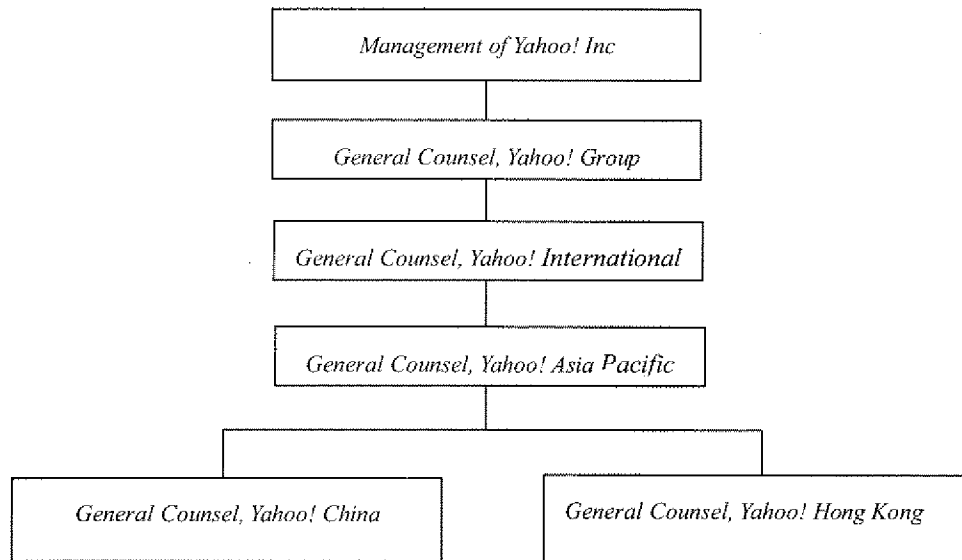 Management of Yahoo! Inc
General Counsel, Yahoo! Group
General Counsel, Yahoo! International
General Counsel, Yahoo! Asia Pacific
General Counsel, Yahoo! China
General Counsel, Yahoo! Hong Kong